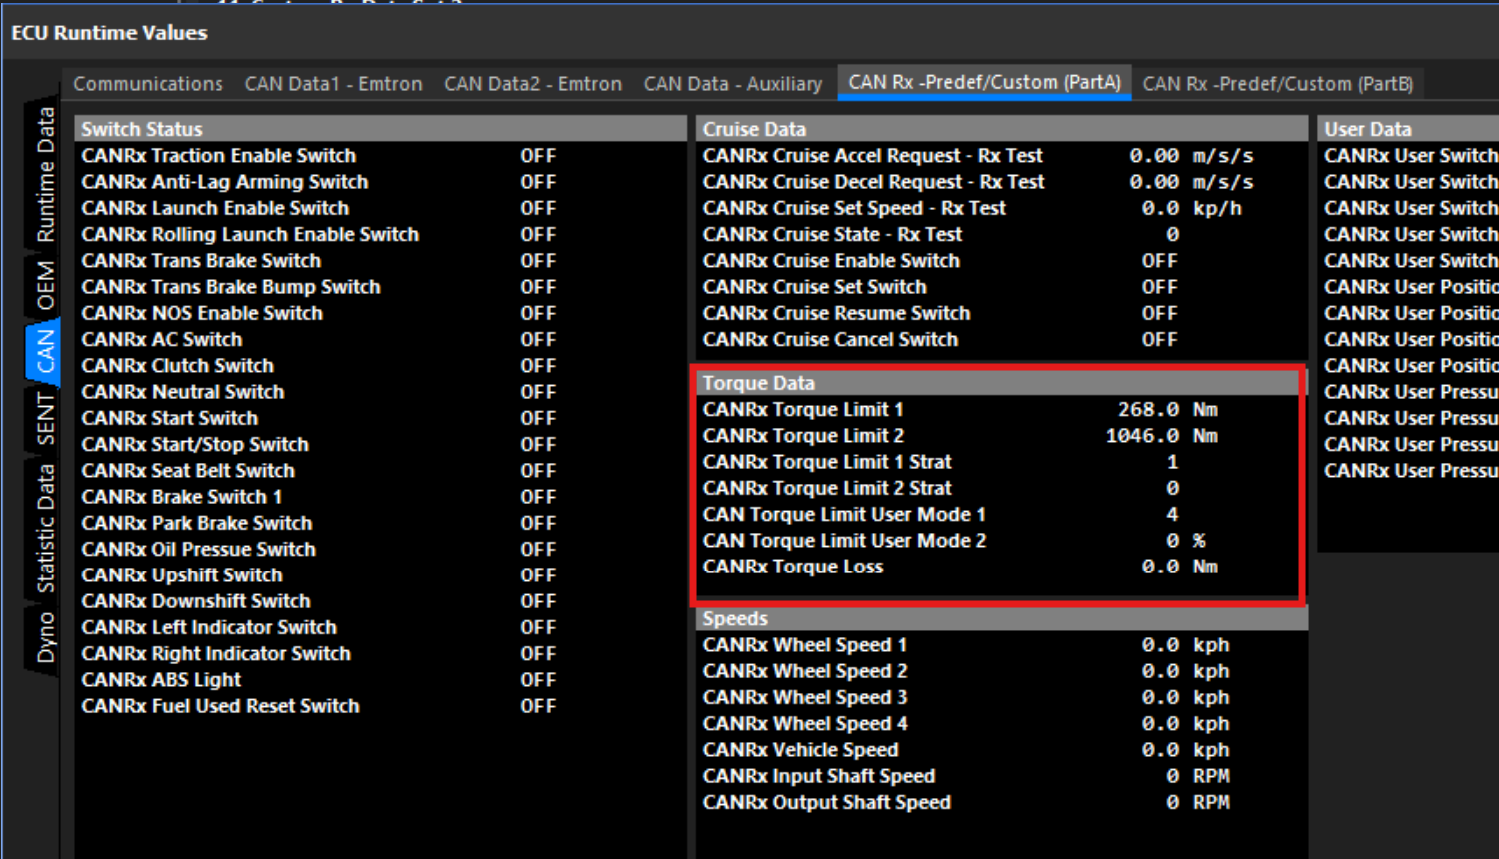 ECU Runtime Values
Communications CAN Data1 - Emtron CAN Data2 - Emtron CAN Data - Auxiliary CAN Rx -Predef/Custom (PartA) CAN Rx -Predef/Custom (PartB)
Runtime Data
OEM
CAN
SENT
Statistic Data
Dyno
Switch Status
CANRx Traction Enable Switch OFF
CANRx Anti-Lag Arming Switch OFF
CANRx Launch Enable Switch OFF
CANRx Rolling Launch Enable Switch OFF
CANRx Trans Brake Switch OFF
CANRx Trans Brake Bump Switch OFF
CANRx NOS Enable Switch OFF
CANRx AC Switch OFF
CANRx Clutch Switch OFF
CANRx Neutral Switch OFF
CANRx Start Switch OFF
CANRx Start/Stop Switch OFF
CANRx Seat Belt Switch OFF
CANRx Brake Switch 1 OFF
CANRx Park Brake Switch OFF
CANRx Oil Pressue Switch OFF
CANRx Upshift Switch OFF
CANRx Downshift Switch OFF
CANRx Left Indicator Switch OFF
CANRx Right Indicator Switch OFF
CANRx ABS Light OFF
CANRx Fuel Used Reset Switch OFF
Cruise Data
CANRx Cruise Accel Request - Rx Test 0.00 m/s/s
CANRx Cruise Decel Request - Rx Test 0.00 m/s/s
CANRx Cruise Set Speed - Rx Test 0.0 kp/h
CANRx Cruise State - Rx Test 0
CANRx Cruise Enable Switch OFF
CANRx Cruise Set Switch OFF
CANRx Cruise Resume Switch OFF
CANRx Cruise Cancel Switch OFF
Torque Data
CANRx Torque Limit 1 268.0 Nm
CANRx Torque Limit 2 1046.0 Nm
CANRx Torque Limit 1 Strat 1
CANRx Torque Limit 2 Strat 0
CAN Torque Limit User Mode 1 4
CAN Torque Limit User Mode 2 0 %
CANRx Torque Loss 0.0 Nm
Speeds
CANRx Wheel Speed 1 0.0 kph
CANRx Wheel Speed 2 0.0 kph
CANRx Wheel Speed 3 0.0 kph
CANRx Wheel Speed 4 0.0 kph
CANRx Vehicle Speed 0.0 kph
CANRx Input Shaft Speed 0 RPM
CANRx Output Shaft Speed 0 RPM
User Data
CANRx User Switch
CANRx User Switch
CANRx User Switch
CANRx User Switch
CANRx User Switch
CANRx User Positio
CANRx User Positio
CANRx User Positio
CANRx User Positio
CANRx User Pressu
CANRx User Pressu
CANRx User Pressu
CANRx User Pressu